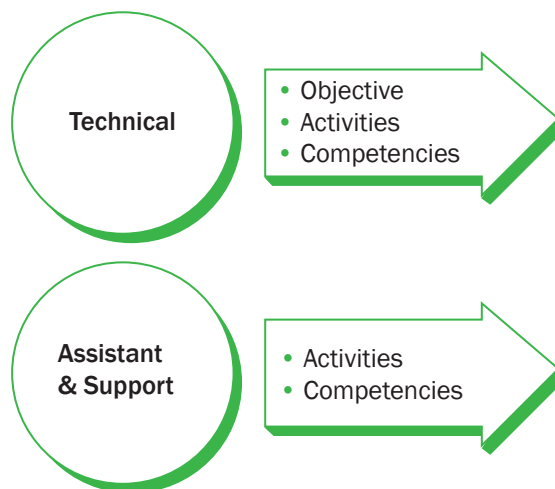 Technical
• Objective
• Activities
• Competencies
Assistant
& Support
• Activities
• Competencies